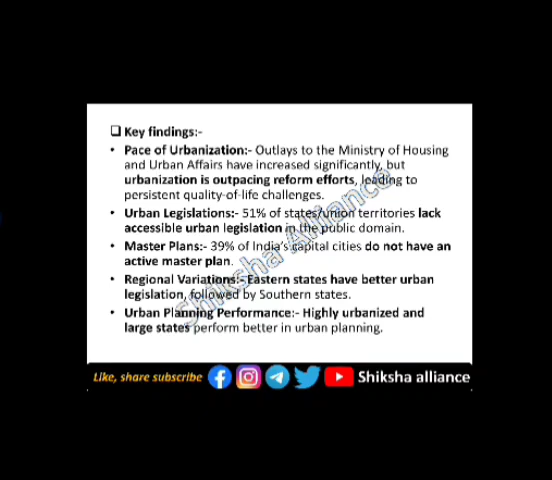 ❑ Key findings:-
• Pace of Urbanization:- Outlays to the Ministry of Housing
and Urban Affairs have increased significantly, but
urbanization is outpacing reform efforts, leading to
persistent quality-of-life challenges.
• Urban Legislations:- 51% of states/union territories lack
accessible urban legislation in the public domain.
• Master Plans:- 39% of India's capital cities do not have an
active master plan.
• Regional Variations:- Eastern states have better urban
legislation, followed by Southern states.
• Urban Planning Performance:- Highly urbanized and
large states perform better in urban planning.
Shiksha Alliance
Like, share subscribe Shiksha alliance